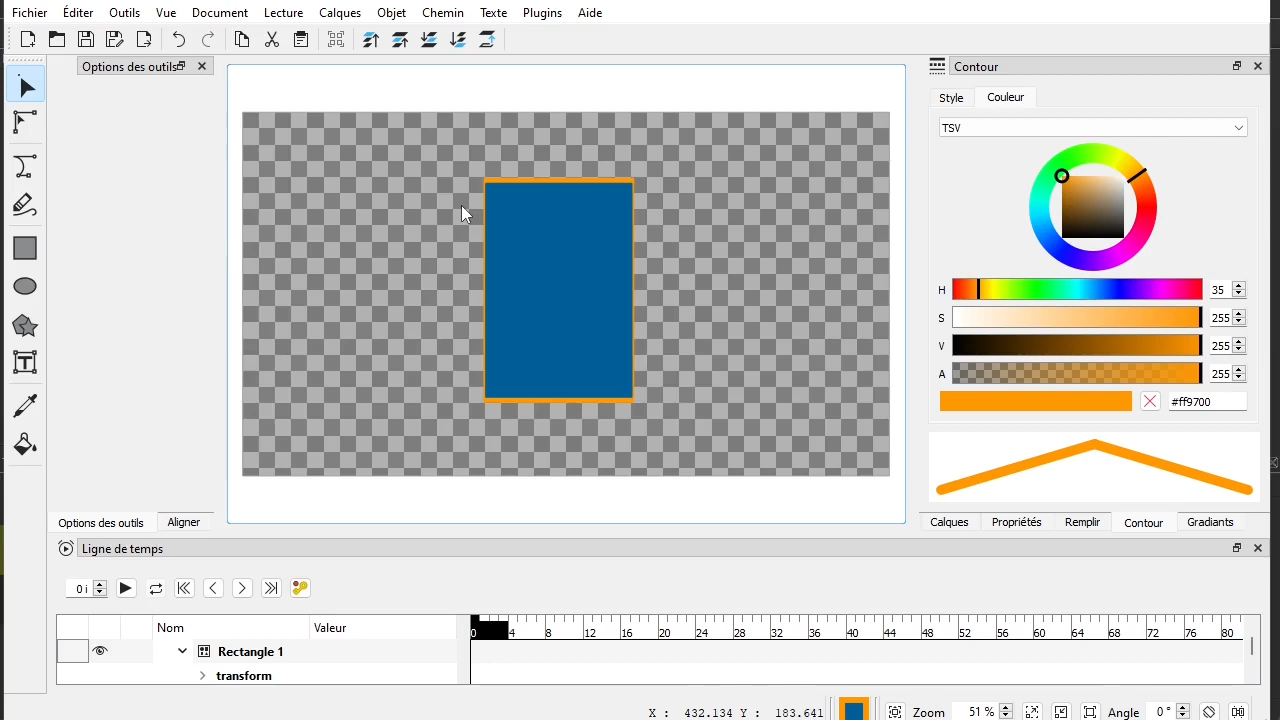 Fichier Éditer Outils Vue Document Lecture Calques Objet Chemin Texte Plugins Aide
Options des outils
Contour
Style Couleur
TSV
H 35
S 255
V 255
A 255
#ff9700
Options des outils Aligner
Calques Propriétés Remplir Contour Gradients
Ligne de temps
0 i
Nom Valeur
0 4 8 12 16 20 24 28 32 36 40 44 48 52 56 60 64 68 72 76 80
Rectangle 1
transform
X : 432.134 Y : 183.641 Zoom 51 % Angle 0 °